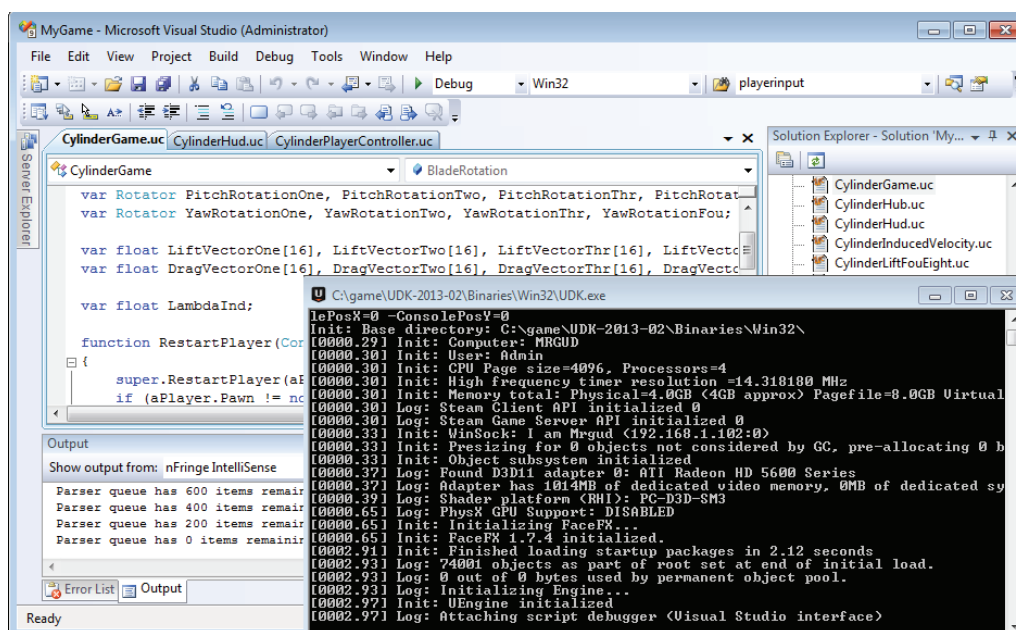 MyGame - Microsoft Visual Studio (Administrator)
File Edit View Project Build Debug Tools Window Help
Debug Win32 playerinput
CylinderGame.uc CylinderHud.uc CylinderPlayerController.uc
Solution Explorer - Solution 'My...
Server Explorer
CylinderGame BladeRotation
var Rotator PitchRotationOne, PitchRotationTwo, PitchRotationThr, PitchRotat
var Rotator YawRotationOne, YawRotationTwo, YawRotationThr, YawRotationFou;
var float LiftVectorOne[16], LiftVectorTwo[16], LiftVectorThr[16], LiftVecto
var float DragVectorOne[16], DragVectorTwo[16], DragVectorThr[16], DragVecto
var float LambdaInd;
function RestartPlayer(Con
{
super.RestartPlayer(aP
if (aPlayer.Pawn != no
CylinderGame.uc
CylinderHub.uc
CylinderHud.uc
CylinderInducedVelocity.uc
CylinderLiftFouEight.uc
Output
Show output from: nFringe IntelliSense
Parser queue has 600 items remain
Parser queue has 400 items remain
Parser queue has 200 items remain
Parser queue has 0 items remainin
Error List Output
Ready
C:\game\UDK-2013-02\Binaries\Win32\UDK.exe
lePosX=0 -ConsolePosY=0
Init: Base directory: C:\game\UDK-2013-02\Binaries\Win32\
[0000.29] Init: Computer: MRGUD
[0000.30] Init: User: Admin
[0000.30] Init: CPU Page size=4096, Processors=4
[0000.30] Init: High frequency timer resolution =14.318180 MHz
[0000.30] Init: Memory total: Physical=4.0GB (4GB approx) Pagefile=8.0GB Virtual
[0000.30] Log: Steam Client API initialized 0
[0000.30] Log: Steam Game Server API initialized 0
[0000.33] Init: WinSock: I am Mrgud (192.168.1.102:0)
[0000.33] Init: Presizing for 0 objects not considered by GC, pre-allocating 0 b
[0000.33] Init: Object subsystem initialized
[0000.37] Log: Found D3D11 adapter 0: ATI Radeon HD 5600 Series
[0000.37] Log: Adapter has 1014MB of dedicated video memory, 0MB of dedicated sy
[0000.39] Log: Shader platform (RHI): PC-D3D-SM3
[0000.65] Log: PhysX GPU Support: DISABLED
[0000.65] Init: Initializing FaceFX...
[0000.65] Init: FaceFX 1.7.4 initialized.
[0002.91] Init: Finished loading startup packages in 2.12 seconds
[0002.93] Log: 74001 objects as part of root set at end of initial load.
[0002.93] Log: 0 out of 0 bytes used by permanent object pool.
[0002.93] Log: Initializing Engine...
[0002.97] Init: UEngine initialized
[0002.97] Log: Attaching script debugger (Visual Studio interface)